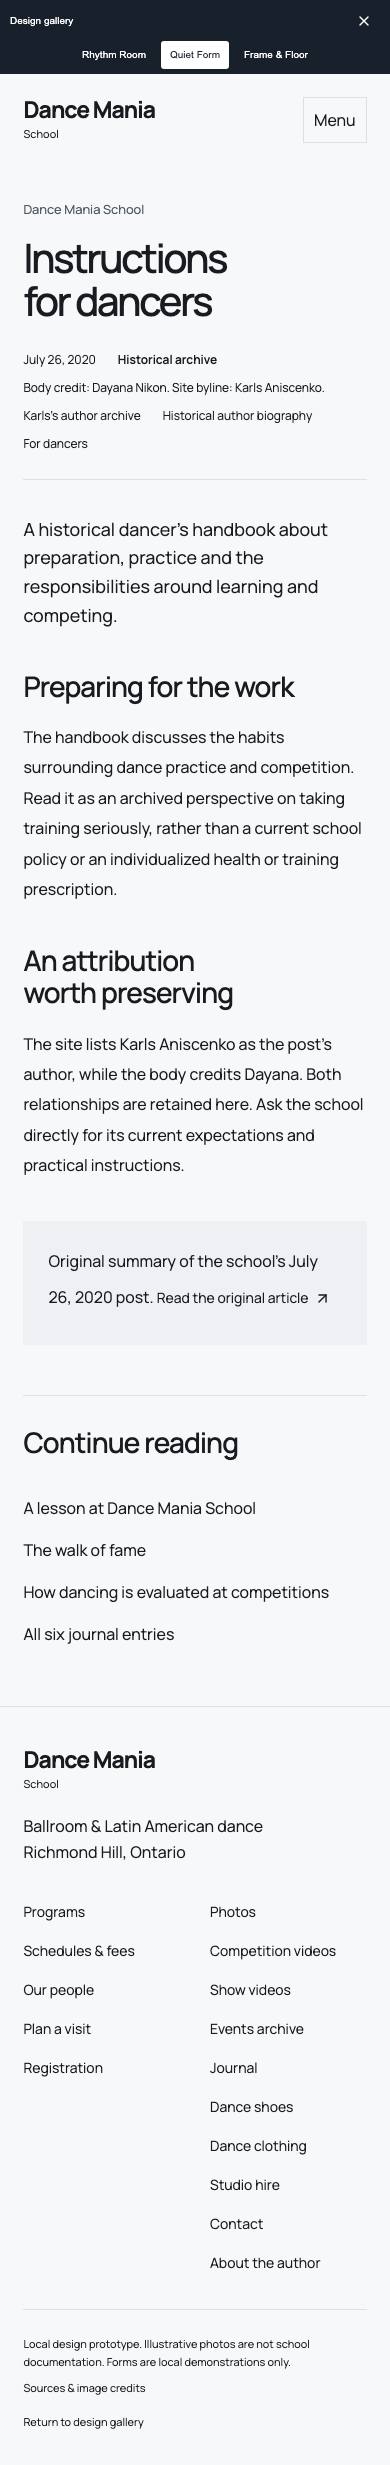 Design gallery
Rhythm Room Quiet Form Frame & Floor
Dance Mania
School
Menu
Dance Mania School
Instructions
for dancers
July 26, 2020 Historical archive
Body credit: Dayana Nikon. Site byline: Karls Aniscenko.
Karls's author archive Historical author biography
For dancers
A historical dancer's handbook about
preparation, practice and the
responsibilities around learning and
competing.
Preparing for the work
The handbook discusses the habits
surrounding dance practice and competition.
Read it as an archived perspective on taking
training seriously, rather than a current school
policy or an individualized health or training
prescription.
An attribution
worth preserving
The site lists Karls Aniscenko as the post's
author, while the body credits Dayana. Both
relationships are retained here. Ask the school
directly for its current expectations and
practical instructions.
Original summary of the school's July
26, 2020 post. Read the original article ↗
Continue reading
A lesson at Dance Mania School
The walk of fame
How dancing is evaluated at competitions
All six journal entries
Dance Mania
School
Ballroom & Latin American dance
Richmond Hill, Ontario
Programs
Schedules & fees
Our people
Plan a visit
Registration
Photos
Competition videos
Show videos
Events archive
Journal
Dance shoes
Dance clothing
Studio hire
Contact
About the author
Local design prototype. Illustrative photos are not school
documentation. Forms are local demonstrations only.
Sources & image credits
Return to design gallery